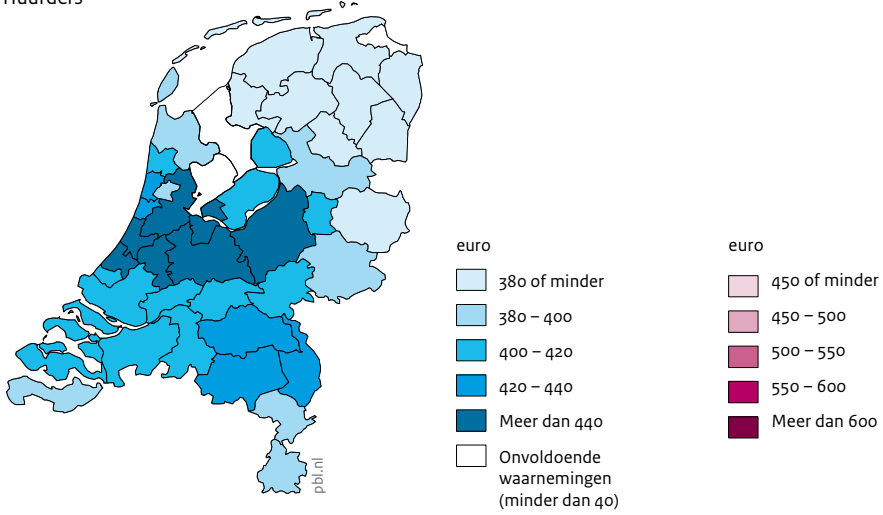 Huurders
euro
380 of minder
380 – 400
400 – 420
420 – 440
Meer dan 440
Onvoldoende
waarnemingen
(minder dan 40)
euro
450 of minder
450 – 500
500 – 550
550 – 600
Meer dan 600
pbl.nl